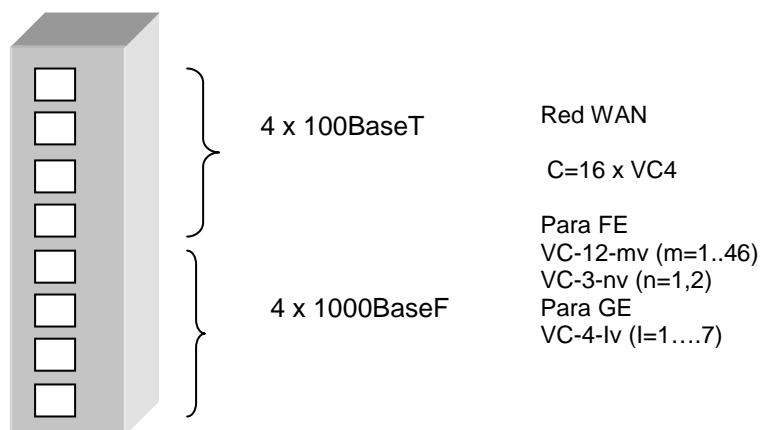 4 x 100BaseT
4 x 1000BaseF
Red WAN
C=16 x VC4
Para FE
VC-12-mv (m=1..46)
VC-3-nv (n=1,2)
Para GE
VC-4-lv (l=1….7)